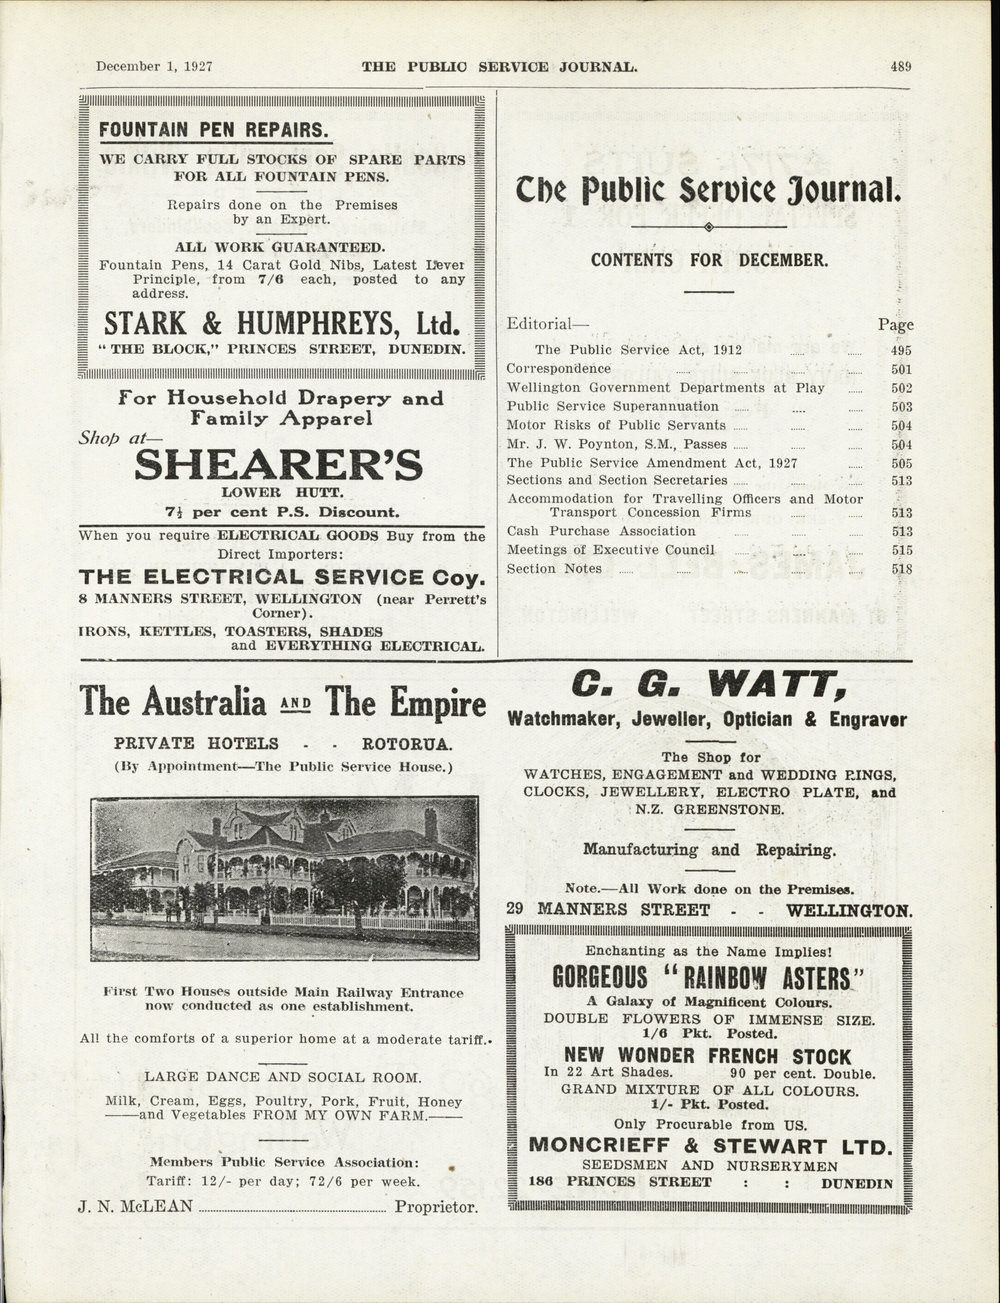 December 1, 1927 THE PUBLIC SERVICE JOURNAL. 489
FOUNTAIN PEN REPAIRS.
WE CARRY FULL STOCKS OF SPARE PARTS
FOR ALL FOUNTAIN PENS.
Repairs done on the Premises
by an Expert.
ALL WORK GUARANTEED.
Fountain Pens, 14 Carat Gold Nibs, Latest Lever
Principle, from 7/6 each, posted to any
address.
STARK & HUMPHREYS, Ltd.
"THE BLOCK," PRINCES STREET, DUNEDIN.
For Household Drapery and
Family Apparel
Shop at—
SHEARER'S
LOWER HUTT.
7½ per cent P.S. Discount.
When you require ELECTRICAL GOODS Buy from the
Direct Importers:
THE ELECTRICAL SERVICE Coy.
8 MANNERS STREET, WELLINGTON (near Perrett's
Corner).
IRONS, KETTLES, TOASTERS, SHADES
and EVERYTHING ELECTRICAL.
The Public Service Journal.
CONTENTS FOR DECEMBER.
Editorial— Page
The Public Service Act, 1912 ..... ..... 495
Correspondence ..... ..... ..... 501
Wellington Government Departments at Play ..... 502
Public Service Superannuation ..... .... ..... 503
Motor Risks of Public Servants ..... ..... ..... 504
Mr. J. W. Poynton, S.M., Passes ..... ..... ..... 504
The Public Service Amendment Act, 1927 ..... 505
Sections and Section Secretaries ..... ..... ..... 513
Accommodation for Travelling Officers and Motor
Transport Concession Firms ..... ..... 513
Cash Purchase Association ..... ..... ..... 513
Meetings of Executive Council ..... ..... ..... 515
Section Notes ..... ..... ..... ..... 518
The Australia AND The Empire
PRIVATE HOTELS - - ROTORUA.
(By Appointment—The Public Service House.)
First Two Houses outside Main Railway Entrance
now conducted as one establishment.
All the comforts of a superior home at a moderate tariff.
LARGE DANCE AND SOCIAL ROOM.
Milk, Cream, Eggs, Poultry, Pork, Fruit, Honey
——and Vegetables FROM MY OWN FARM.——
Members Public Service Association:
Tariff: 12/- per day; 72/6 per week.
J. N. McLEAN ........ Proprietor.
C. G. WATT,
Watchmaker, Jeweller, Optician & Engraver
The Shop for
WATCHES, ENGAGEMENT and WEDDING RINGS,
CLOCKS, JEWELLERY, ELECTRO PLATE, and
N.Z. GREENSTONE.
Manufacturing and Repairing.
Note.—All Work done on the Premises.
29 MANNERS STREET - - WELLINGTON.
Enchanting as the Name Implies!
GORGEOUS "RAINBOW ASTERS"
A Galaxy of Magnificent Colours.
DOUBLE FLOWERS OF IMMENSE SIZE.
1/6 Pkt. Posted.
NEW WONDER FRENCH STOCK
In 22 Art Shades. 90 per cent. Double.
GRAND MIXTURE OF ALL COLOURS.
1/- Pkt. Posted.
Only Procurable from US.
MONCRIEFF & STEWART LTD.
SEEDSMEN AND NURSERYMEN
186 PRINCES STREET : : DUNEDIN